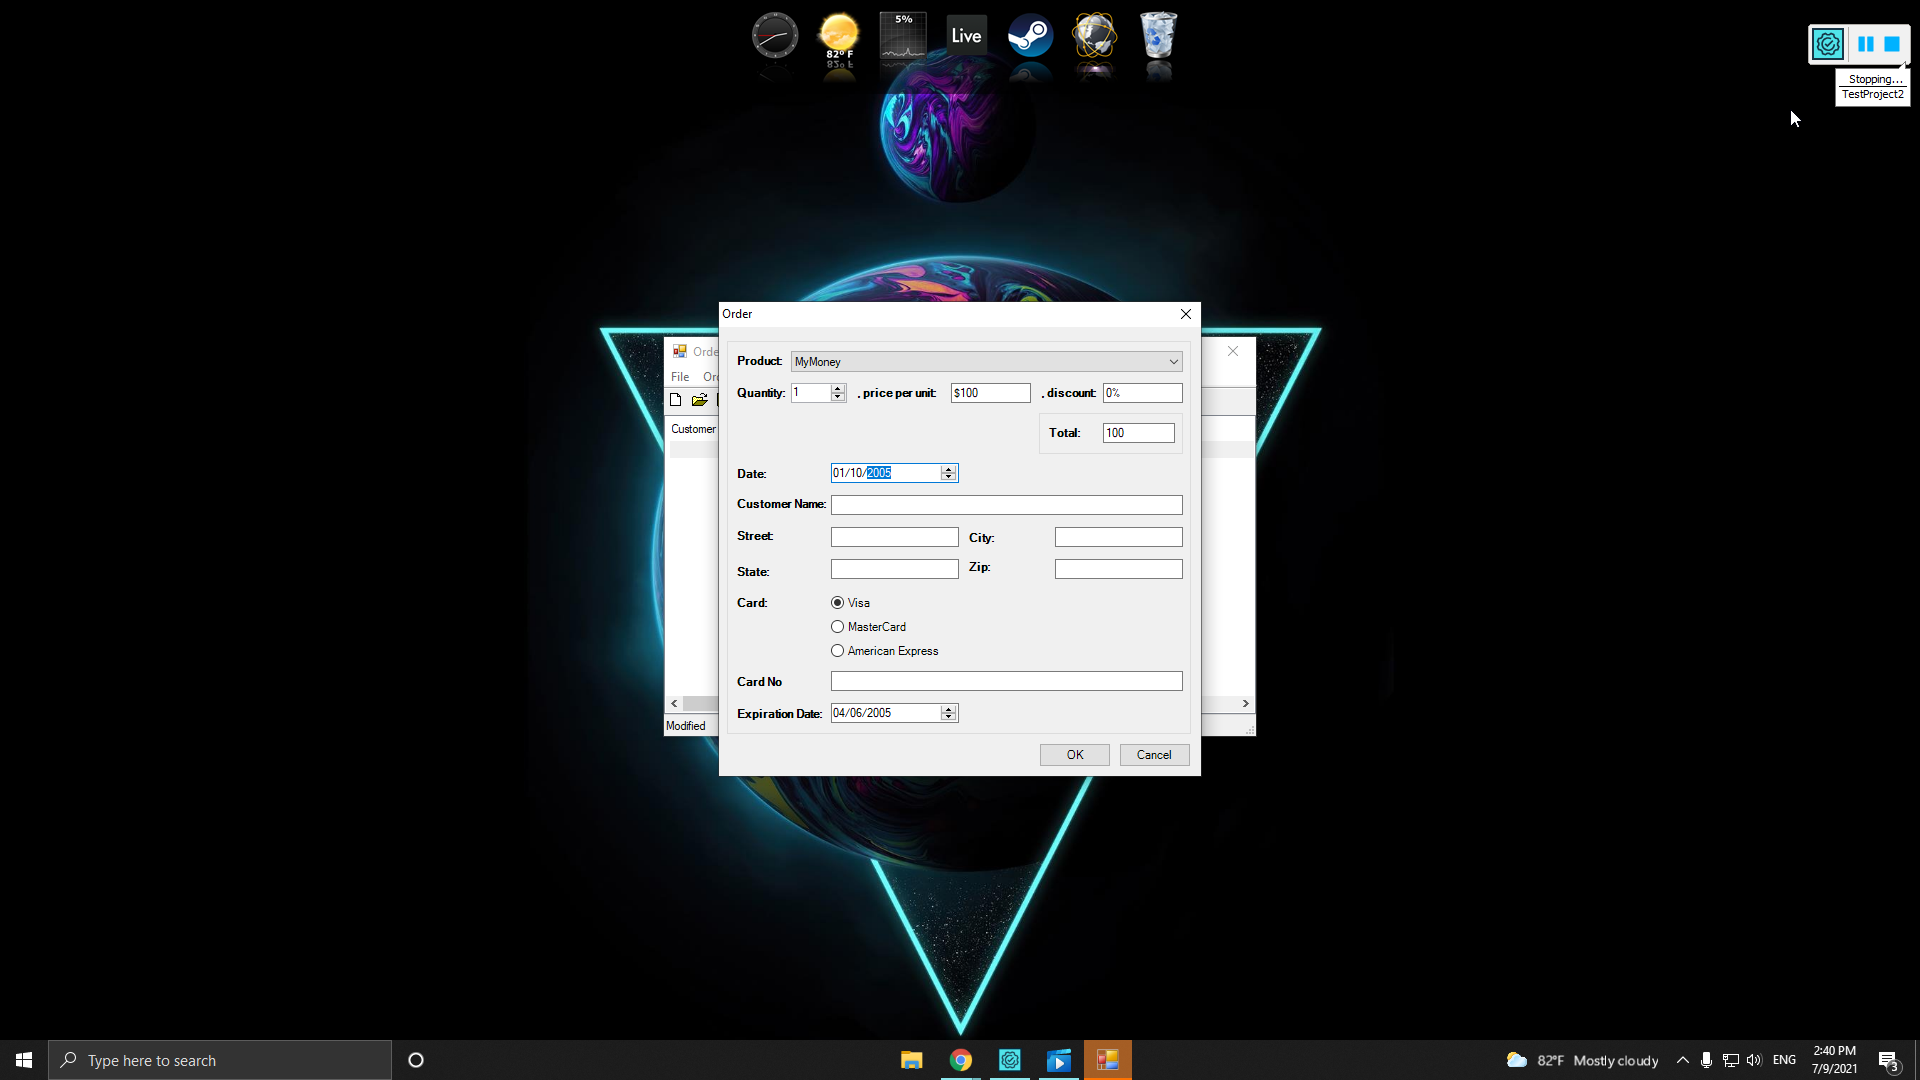 5%
Live
82° F
Stopping...
TestProject2
Order
Product: MyMoney
Quantity: 1 , price per unit: $100 , discount: 0%
Total: 100
Date: 01/10/2005
Customer Name:
Street: City:
State: Zip:
Card: Visa
MasterCard
American Express
Card No
Expiration Date: 04/06/2005
OK Cancel
File
Customer
Modified
Type here to search
82°F Mostly cloudy
ENG
2:40 PM
7/9/2021
3